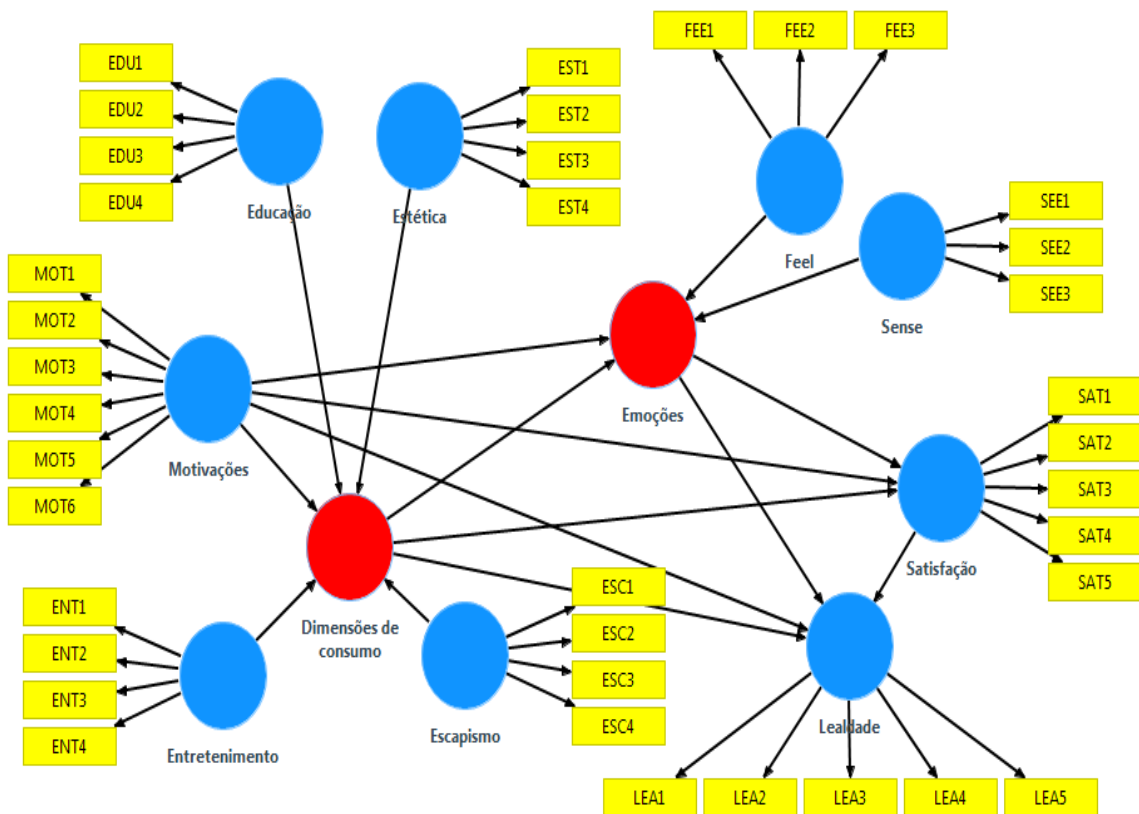 FEE1
FEE2
FEE3
EDU1
EDU2
EDU3
EDU4
Educação
EST1
EST2
EST3
EST4
Estética
Feel
SEE1
SEE2
SEE3
Sense
MOT1
MOT2
MOT3
MOT4
MOT5
MOT6
Motivações
Emoções
SAT1
SAT2
SAT3
SAT4
SAT5
Satisfação
Dimensões de
consumo
ENT1
ENT2
ENT3
ENT4
Entretenimento
ESC1
ESC2
ESC3
ESC4
Escapismo
Lealdade
LEA1
LEA2
LEA3
LEA4
LEA5